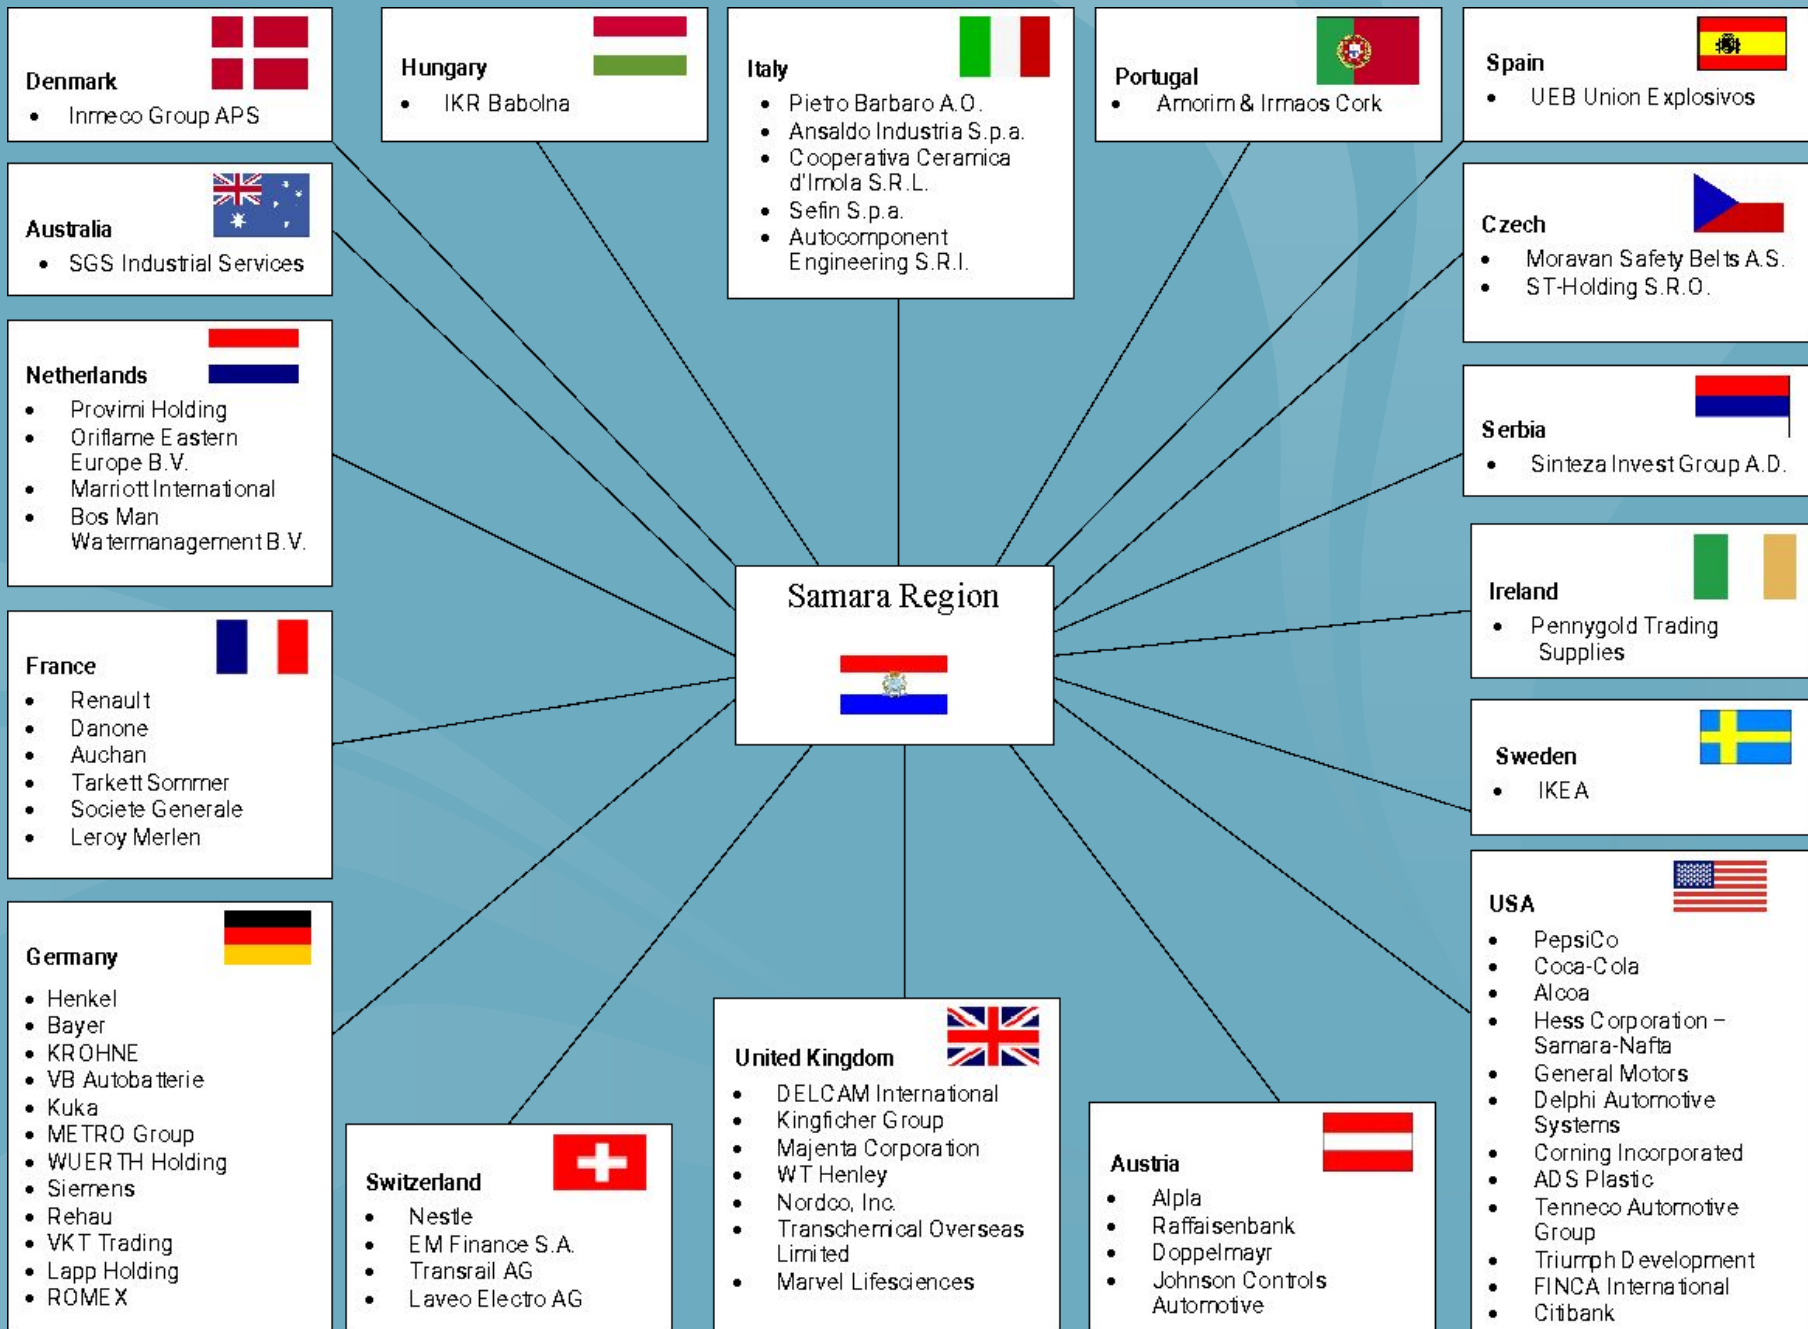 Denmark
• Inmeco Group APS
Hungary
• IKR Babolna
Italy
• Pietro Barbaro A.O.
• Ansaldo Industria S.p.a.
• Cooperativa Ceramica
d'Imola S.R.L.
• Sefin S.p.a.
• Autocomponent
Engineering S.R.I.
Portugal
• Amorim & Irmaos Cork
Spain
• UEB Union Explosivos
Australia
• SGS Industrial Services
Czech
• Moravan Safety Belts A.S.
• ST-Holding S.R.O.
Netherlands
• Provimi Holding
• Oriflame Eastern
Europe B.V.
• Marriott International
• Bos Man
Watermanagement B.V.
Serbia
• Sinteza Invest Group A.D.
Samara Region
Ireland
• Pennygold Trading
Supplies
France
• Renault
• Danone
• Auchan
• Tarkett Sommer
• Societe Generale
• Leroy Merlen
Sweden
• IKEA
Germany
• Henkel
• Bayer
• KROHNE
• VB Autobatterie
• Kuka
• METRO Group
• WUERTH Holding
• Siemens
• Rehau
• VKT Trading
• Lapp Holding
• ROMEX
Switzerland
• Nestle
• EM Finance S.A.
• Transrail AG
• Laveo Electro AG
United Kingdom
• DELCAM International
• Kingficher Group
• Majenta Corporation
• WT Henley
• Nordco, Inc.
• Transchemical Overseas
Limited
• Marvel Lifesciences
Austria
• Alpla
• Raffaisenbank
• Doppelmayr
• Johnson Controls
Automotive
USA
• PepsiCo
• Coca-Cola
• Alcoa
• Hess Corporation –
Samara-Nafta
• General Motors
• Delphi Automotive
Systems
• Corning Incorporated
• ADS Plastic
• Tenneco Automotive
Group
• Triumph Development
• FINCA International
• Citibank